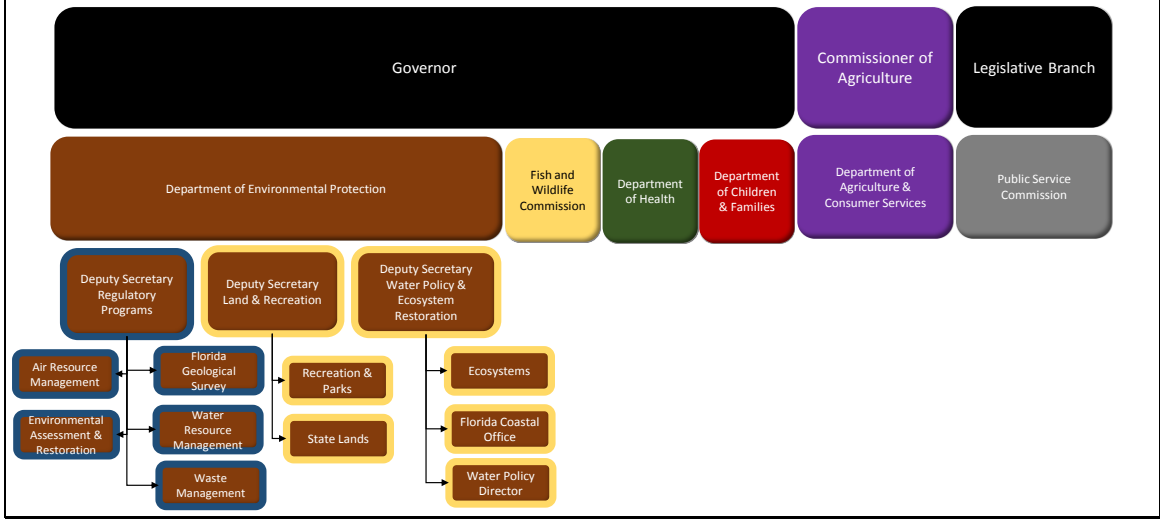 Governor
Commissioner of
Agriculture
Legislative Branch
Department of Environmental Protection
Fish and
Wildlife
Commission
Department
of Health
Department
of Children
& Families
Department of
Agriculture &
Consumer Services
Public Service
Commission
Deputy Secretary
Regulatory
Programs
Deputy Secretary
Land & Recreation
Deputy Secretary
Water Policy &
Ecosystem
Restoration
Air Resource
Management
Florida
Geological
Survey
Recreation &
Parks
Ecosystems
Environmental
Assessment &
Restoration
Water
Resource
Management
State Lands
Florida Coastal
Office
Waste
Management
Water Policy
Director